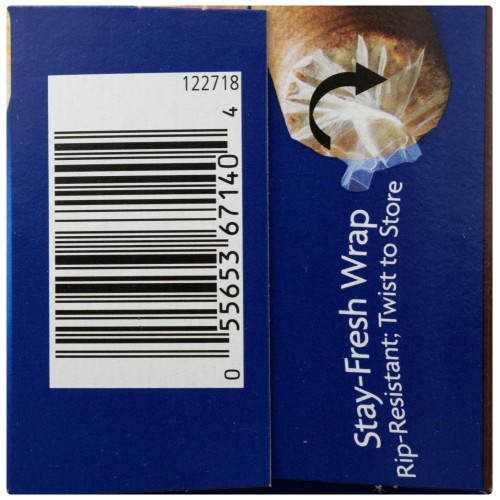 122718
0 55653 67140 4
Stay-Fresh Wrap
Rip-Resistant; Twist to Store